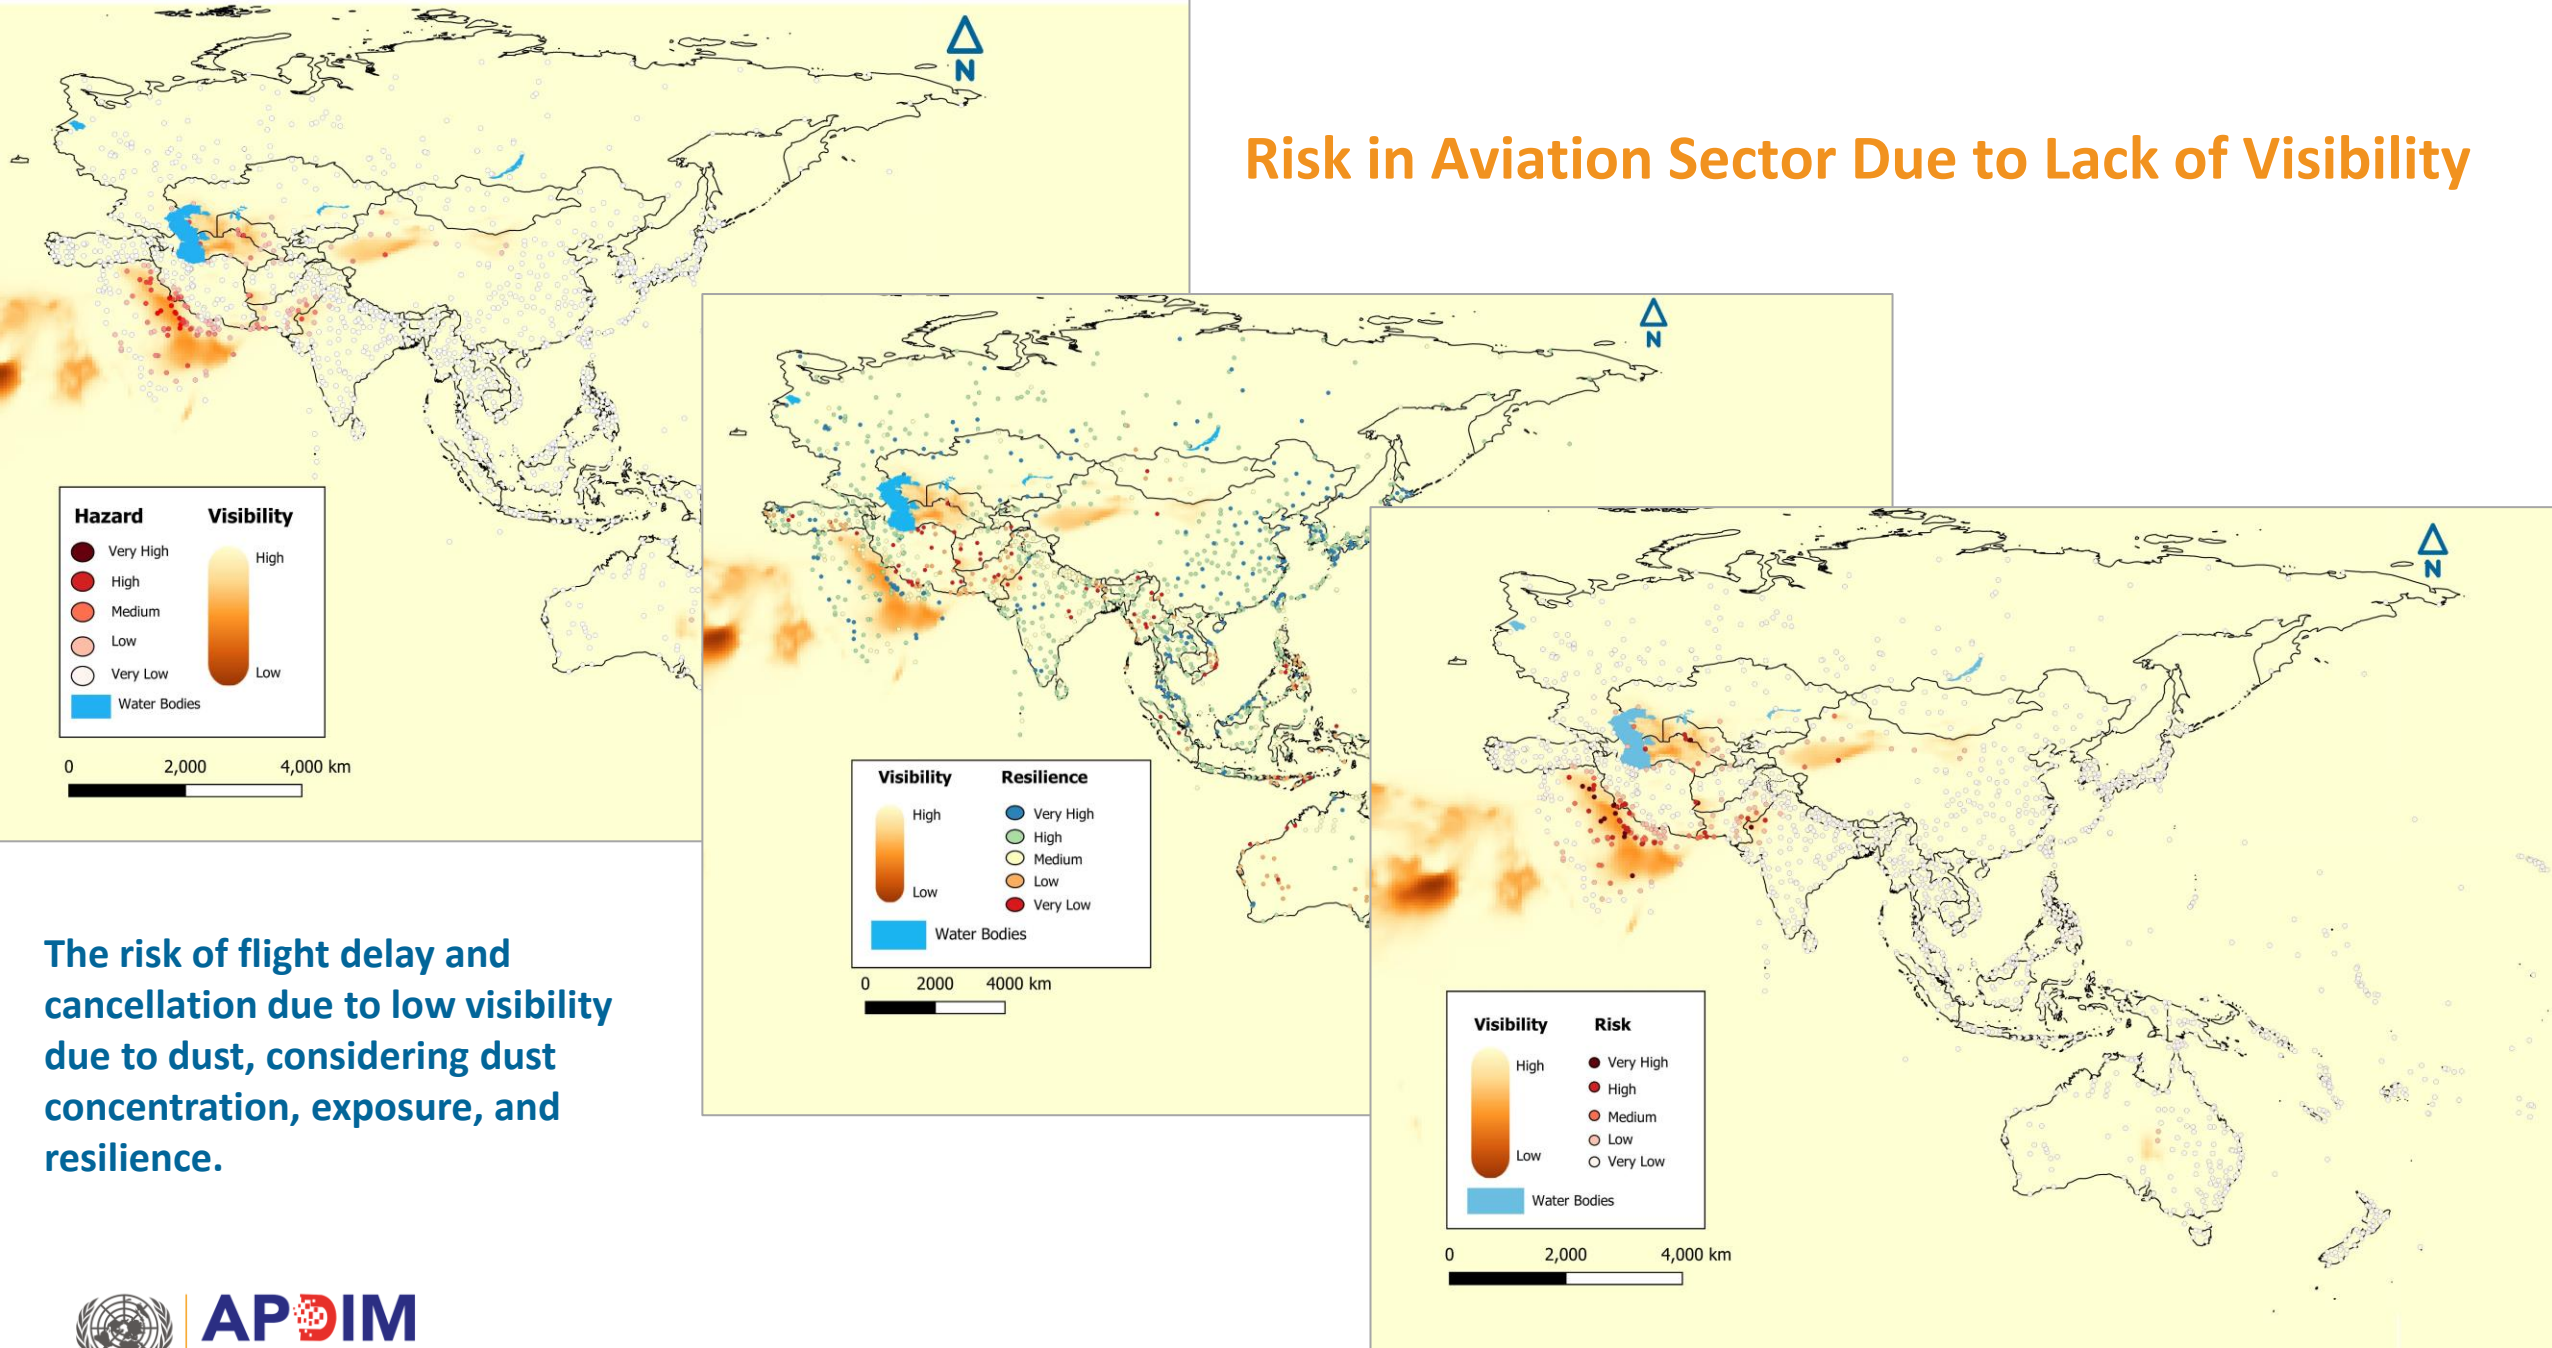 Risk in Aviation Sector Due to Lack of Visibility
N
Hazard Visibility
Very High
High
High
Medium
Low
Very Low
Low
Water Bodies
0 2,000 4,000 km
N
Visibility Resilience
High
Very High
High
Medium
Low
Low
Very Low
Water Bodies
0 2000 4000 km
N
Visibility Risk
High
Very High
High
Medium
Low
Low
Very Low
Water Bodies
0 2,000 4,000 km
The risk of flight delay and
cancellation due to low visibility
due to dust, considering dust
concentration, exposure, and
resilience.
APDIM